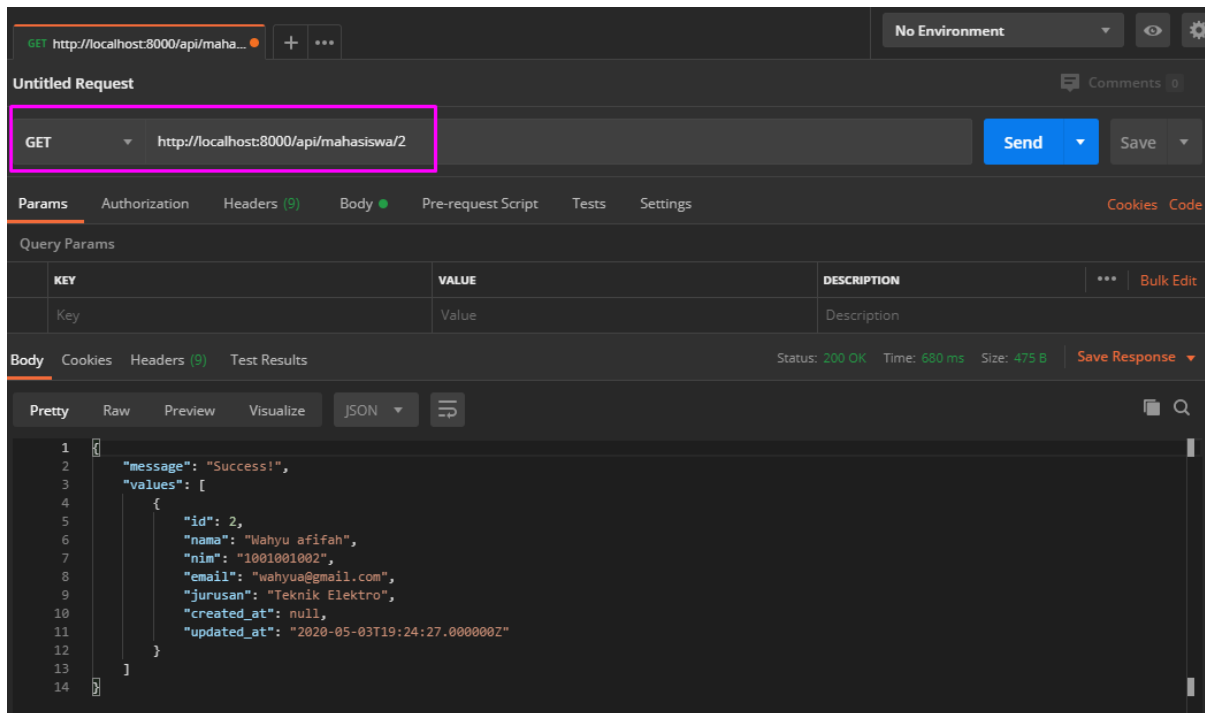 GET http://localhost:8000/api/maha... + ••• No Environment
Untitled Request Comments 0
GET http://localhost:8000/api/mahasiswa/2 Send Save
Params Authorization Headers (9) Body Pre-request Script Tests Settings Cookies Code
Query Params
KEY VALUE DESCRIPTION ••• Bulk Edit
Key Value Description
Body Cookies Headers (9) Test Results Status: 200 OK Time: 680 ms Size: 475 B Save Response
Pretty Raw Preview Visualize JSON
1 {
2 "message": "Success!",
3 "values": [
4 {
5 "id": 2,
6 "nama": "Wahyu afifah",
7 "nim": "1001001002",
8 "email": "wahyua@gmail.com",
9 "jurusan": "Teknik Elektro",
10 "created_at": null,
11 "updated_at": "2020-05-03T19:24:27.000000Z"
12 }
13 ]
14 }